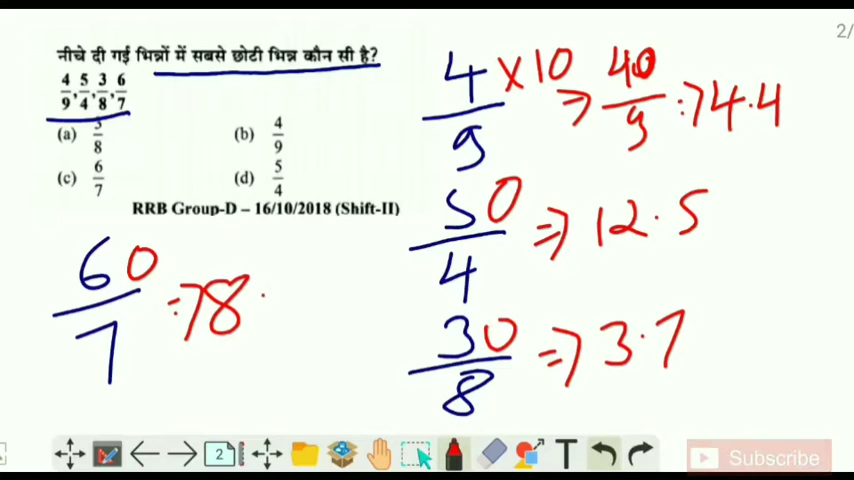 2/
नीचे दी गई भिन्नों में सबसे छोटी भिन्न कौन सी है?
4/9, 5/4, 3/8, 6/7
(a) 3/8 (b) 4/9
(c) 6/7 (d) 5/4
RRB Group-D – 16/10/2018 (Shift-II)
4/9 ×10 ⇒ 40/9 ⇒ 4.4
50/4 ⇒ 12.5
30/8 ⇒ 3.7
60/7 ⇒ 8.
2
T
Subscribe